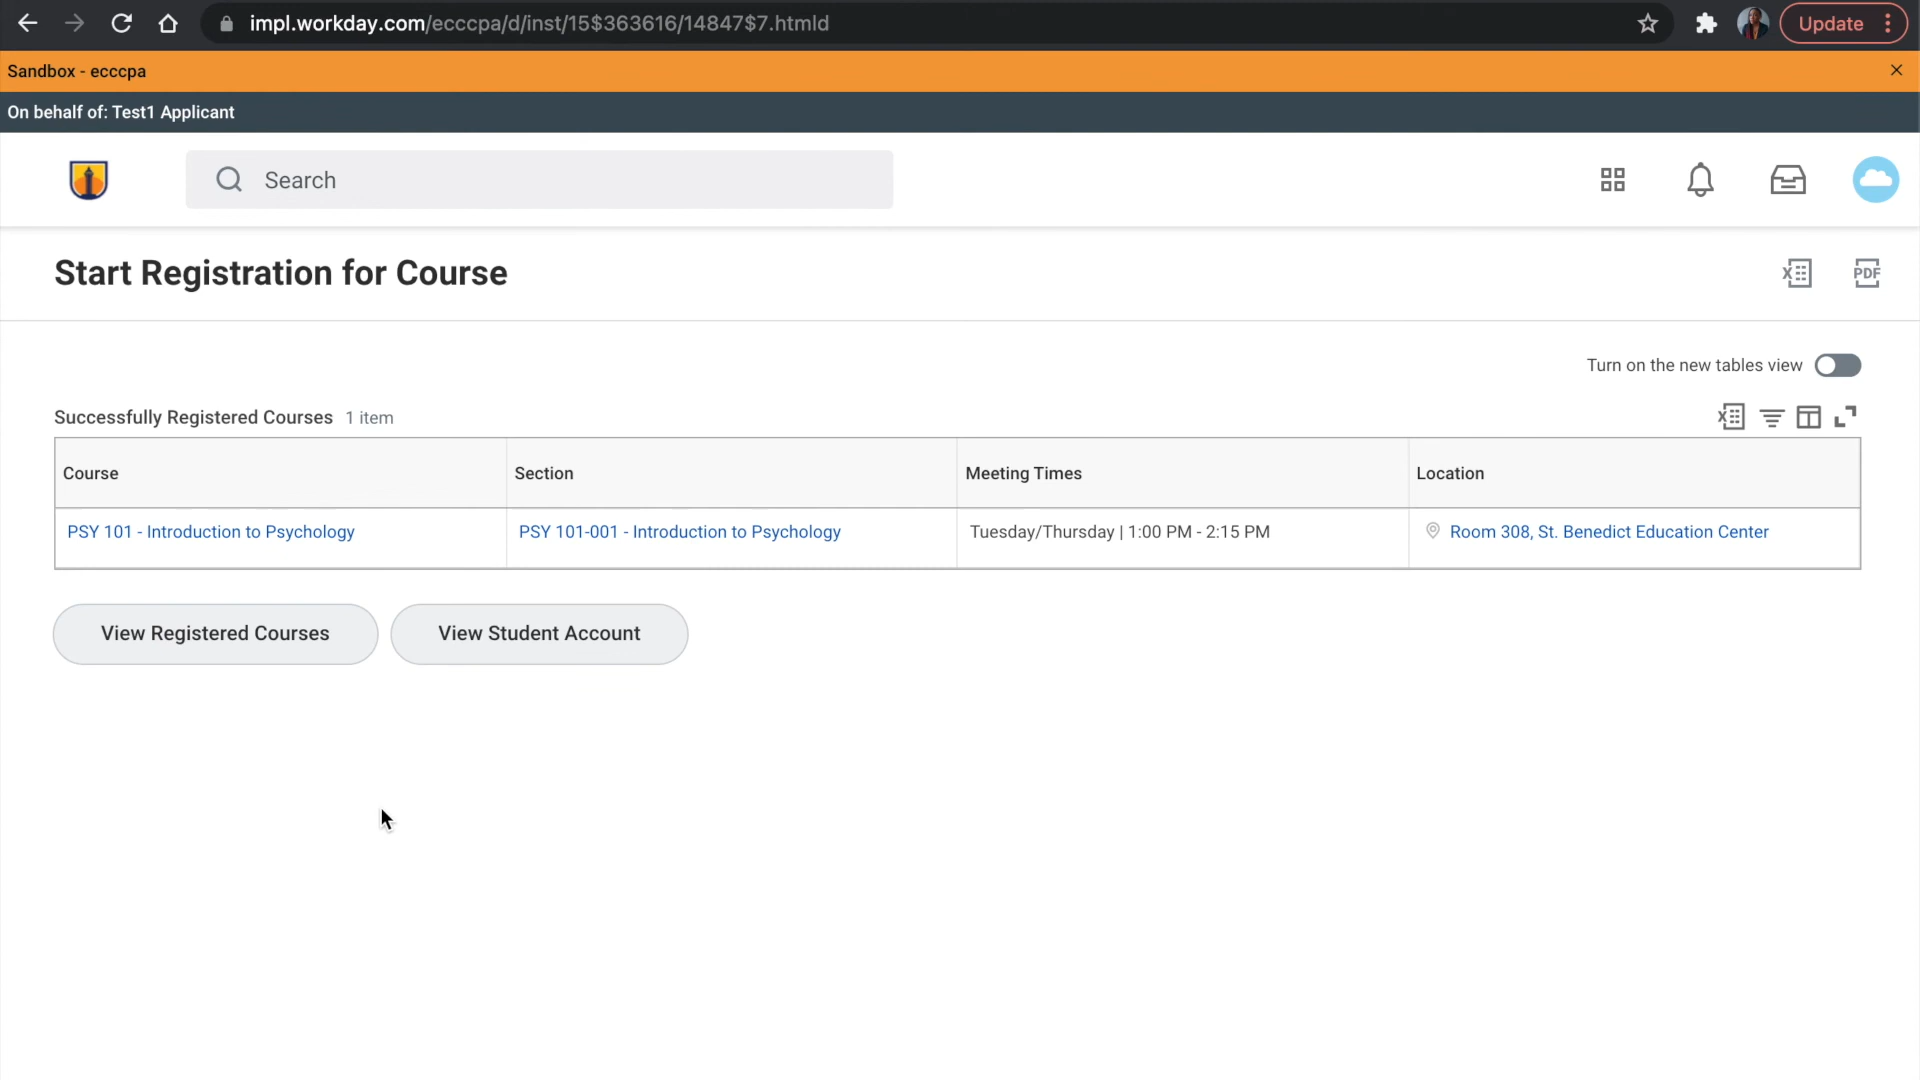 impl.workday.com/ecccpa/d/inst/15$363616/14847$7.htmld
Update
Sandbox - ecccpa
On behalf of: Test1 Applicant
Search
Start Registration for Course
X
PDF
Turn on the new tables view
Successfully Registered Courses 1 item
X
Course Section Meeting Times Location
PSY 101 - Introduction to Psychology PSY 101-001 - Introduction to Psychology Tuesday/Thursday | 1:00 PM - 2:15 PM Room 308, St. Benedict Education Center
View Registered Courses View Student Account